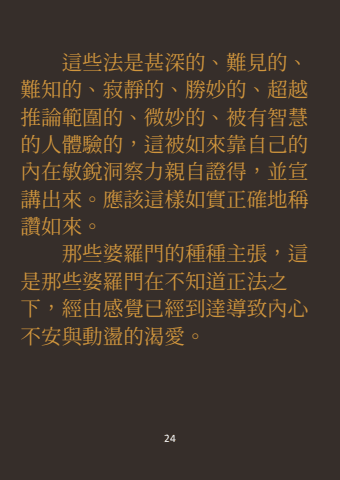 這些法是甚深的、難見的、
難知的、寂靜的、勝妙的、超越
推論範圍的、微妙的、被有智慧
的人體驗的，這被如來靠自己的
內在敏銳洞察力親自證得，並宣
講出來。應該這樣如實正確地稱
讚如來。
那些婆羅門的種種主張，這
是那些婆羅門在不知道正法之
下，經由感覺已經到達導致內心
不安與動盪的渴愛。
24